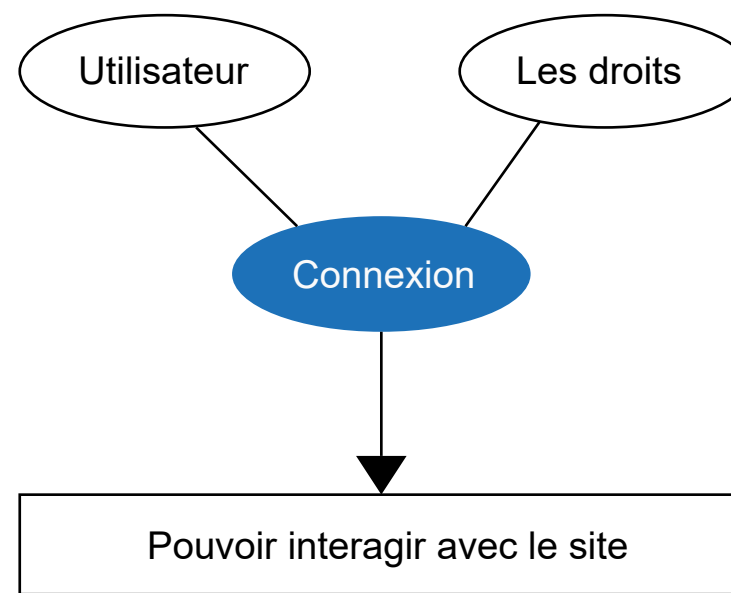 Utilisateur
Les droits
Connexion
Pouvoir interagir avec le site